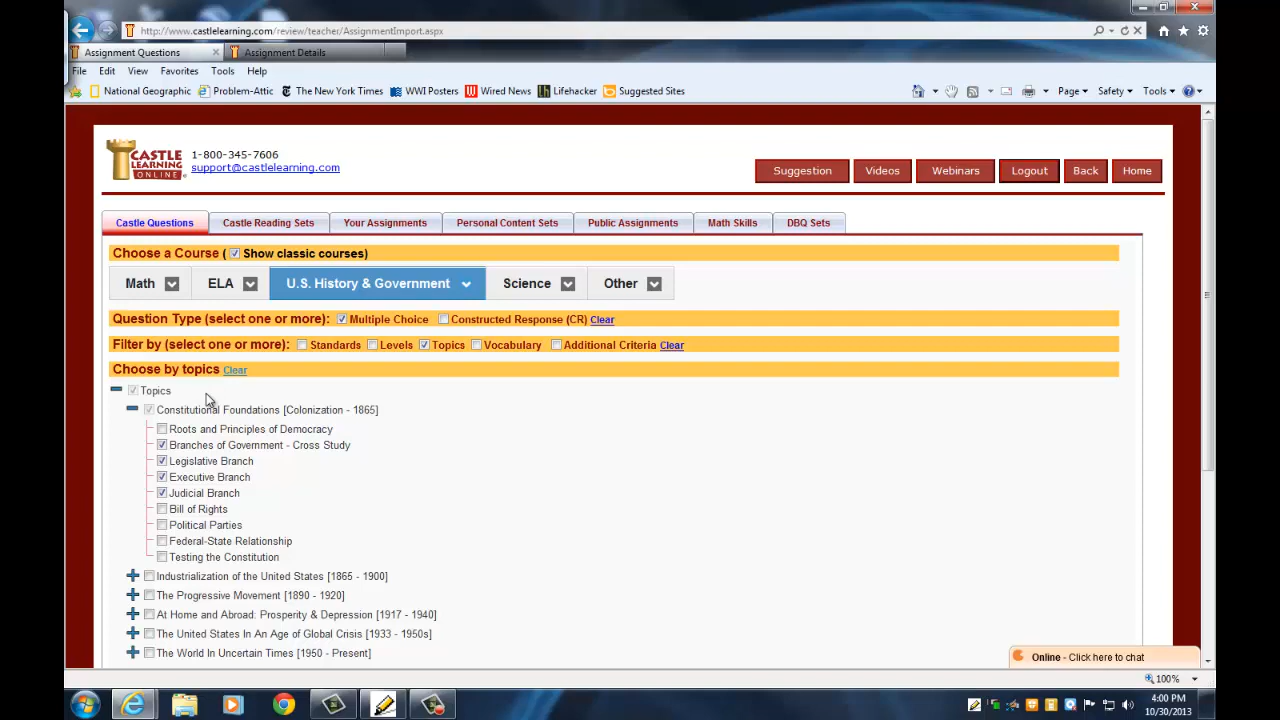 http://www.castlelearning.com/review/teacher/AssignmentImport.aspx
Assignment Questions x Assignment Details
File Edit View Favorites Tools Help
National Geographic Problem-Attic The New York Times WWI Posters Wired News Lifehacker Suggested Sites Page Safety Tools
CASTLE LEARNING ONLINE
1-800-345-7606
support@castlelearning.com
Suggestion Videos Webinars Logout Back Home
Castle Questions Castle Reading Sets Your Assignments Personal Content Sets Public Assignments Math Skills DBQ Sets
Choose a Course ( Show classic courses)
Math ELA U.S. History & Government Science Other
Question Type (select one or more): Multiple Choice Constructed Response (CR) Clear
Filter by (select one or more): Standards Levels Topics Vocabulary Additional Criteria Clear
Choose by topics Clear
Topics
Constitutional Foundations [Colonization - 1865]
Roots and Principles of Democracy
Branches of Government - Cross Study
Legislative Branch
Executive Branch
Judicial Branch
Bill of Rights
Political Parties
Federal-State Relationship
Testing the Constitution
Industrialization of the United States [1865 - 1900]
The Progressive Movement [1890 - 1920]
At Home and Abroad: Prosperity & Depression [1917 - 1940]
The United States In An Age of Global Crisis [1933 - 1950s]
The World In Uncertain Times [1950 - Present]
Online - Click here to chat
100%
4:00 PM
10/30/2013